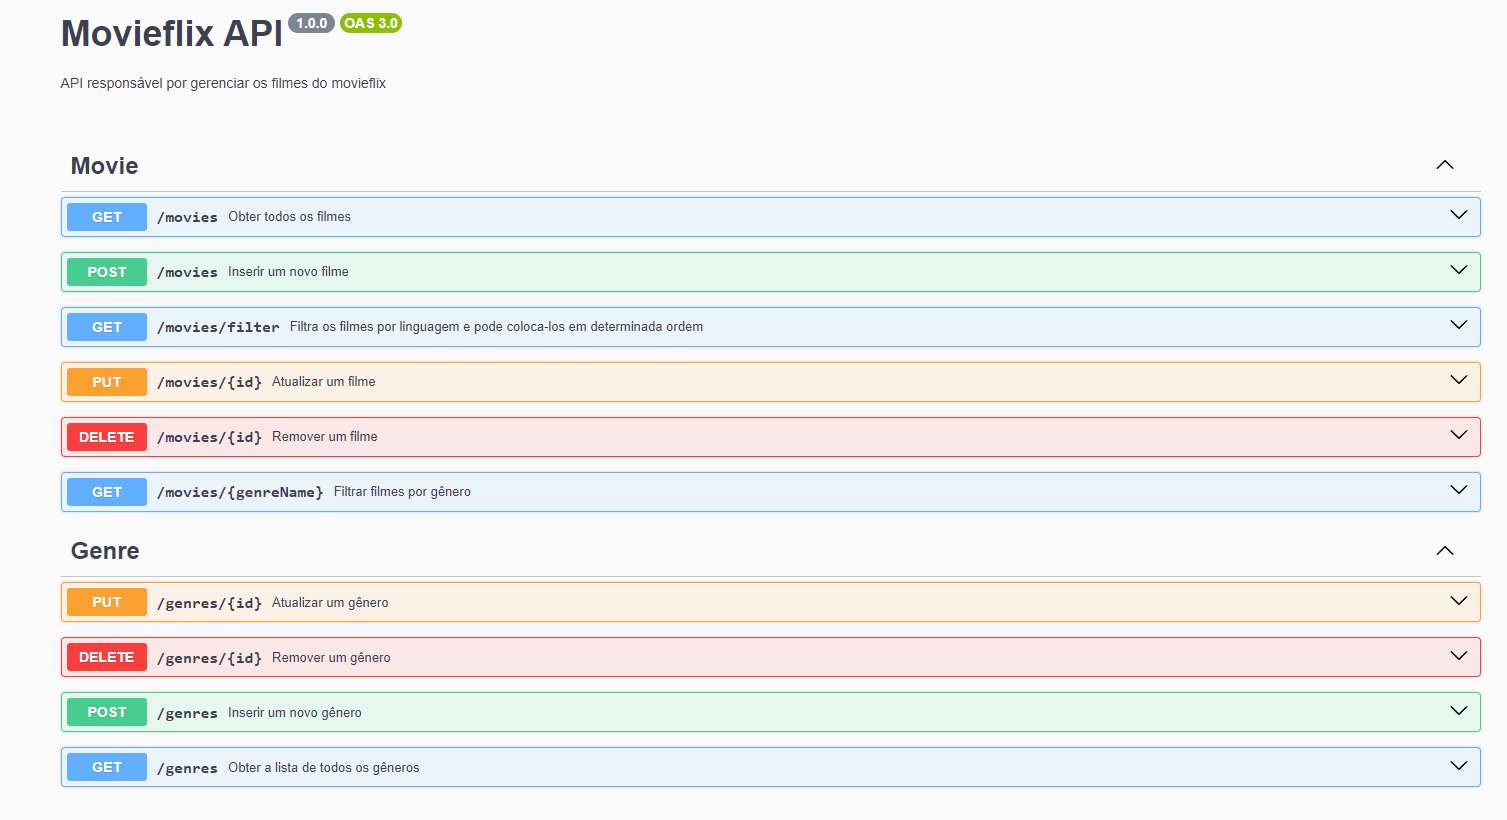 Movieflix API 1.0.0 OAS 3.0
API responsável por gerenciar os filmes do movieflix
Movie
GET /movies Obter todos os filmes
POST /movies Inserir um novo filme
GET /movies/filter Filtra os filmes por linguagem e pode coloca-los em determinada ordem
PUT /movies/{id} Atualizar um filme
DELETE /movies/{id} Remover um filme
GET /movies/{genreName} Filtrar filmes por gênero
Genre
PUT /genres/{id} Atualizar um gênero
DELETE /genres/{id} Remover um gênero
POST /genres Inserir um novo gênero
GET /genres Obter a lista de todos os gêneros